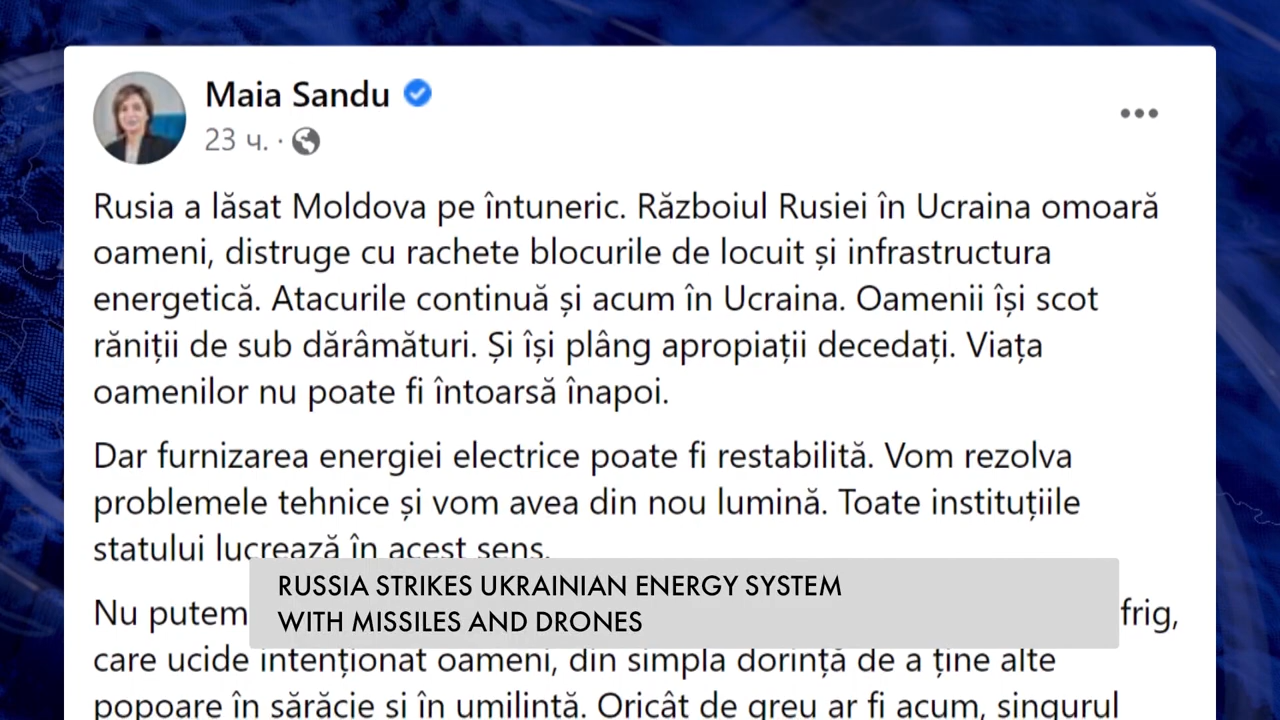 Maia Sandu
23 ч. ·
Rusia a lăsat Moldova pe întuneric. Războiul Rusiei în Ucraina omoară
oameni, distruge cu rachete blocurile de locuit și infrastructura
energetică. Atacurile continuă și acum în Ucraina. Oamenii își scot
răniții de sub dărâmături. Și își plâng apropiații decedați. Viața
oamenilor nu poate fi întoarsă înapoi.
Dar furnizarea energiei electrice poate fi restabilită. Vom rezolva
problemele tehnice și vom avea din nou lumină. Toate instituțiile
statului lucrează în acest sens.
RUSSIA STRIKES UKRAINIAN ENERGY SYSTEM
WITH MISSILES AND DRONES
Nu putem frig,
care ucide intenționat oameni, din simpla dorință de a ține alte
popoare în sărăcie și în umilință. Oricât de greu ar fi acum, singurul